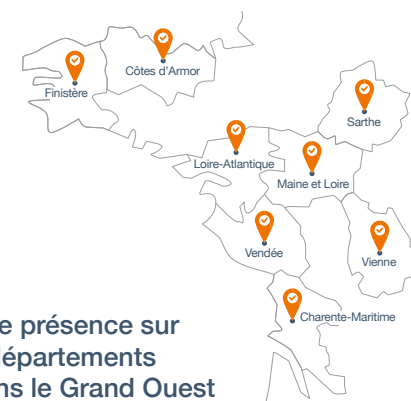 Côtes d'Armor
Finistère
Sarthe
Loire-Atlantique
Maine et Loire
Vendée
Vienne
Charente-Maritime
e présence sur
départements
ns le Grand Ouest